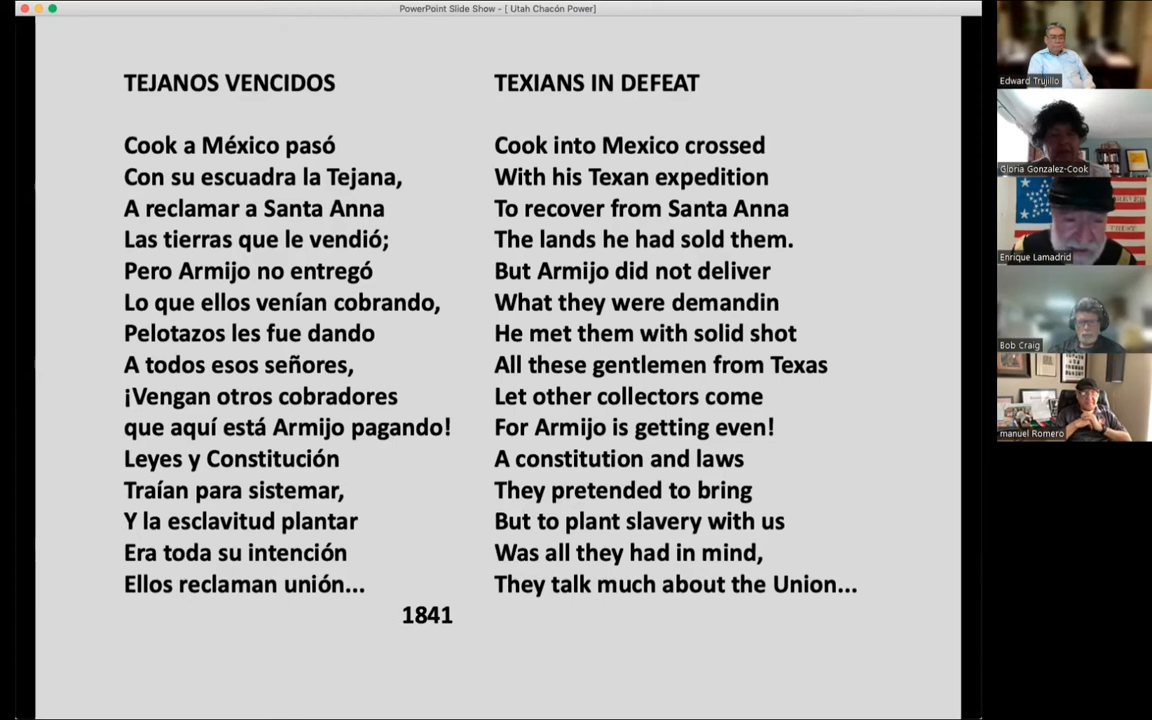 PowerPoint Slide Show - [ Utah Chacón Power]
TEJANOS VENCIDOS
Cook a México pasó
Con su escuadra la Tejana,
A reclamar a Santa Anna
Las tierras que le vendió;
Pero Armijo no entregó
Lo que ellos venían cobrando,
Pelotazos les fue dando
A todos esos señores,
¡Vengan otros cobradores
que aquí está Armijo pagando!
Leyes y Constitución
Traían para sistemar,
Y la esclavitud plantar
Era toda su intención
Ellos reclaman unión...
TEXIANS IN DEFEAT
Cook into Mexico crossed
With his Texan expedition
To recover from Santa Anna
The lands he had sold them.
But Armijo did not deliver
What they were demandin
He met them with solid shot
All these gentlemen from Texas
Let other collectors come
For Armijo is getting even!
A constitution and laws
They pretended to bring
But to plant slavery with us
Was all they had in mind,
They talk much about the Union...
1841
Edward Trujillo
Gloria Gonzalez-Cook
Enrique Lamadrid
Bob Craig
manuel Romero